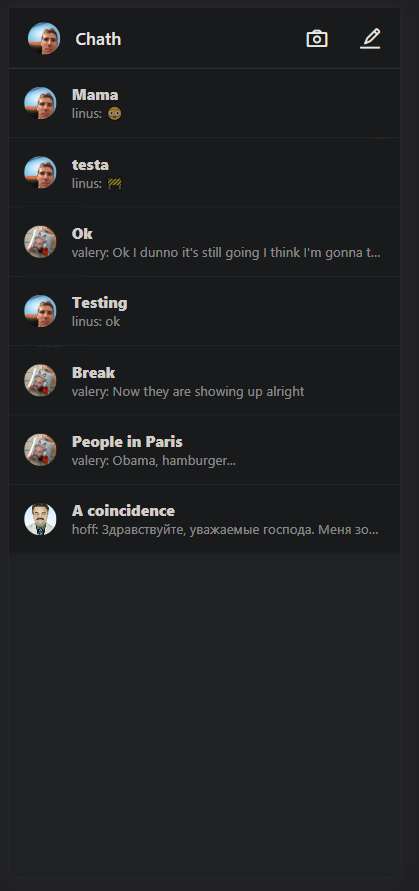 Chath
Mama
linus: 👨🏽
testa
linus: 🚧
Ok
valery: Ok I dunno it's still going I think I'm gonna t...
Testing
linus: ok
Break
valery: Now they are showing up alright
People in Paris
valery: Obama, hamburger...
A coincidence
hoff: Здравствуйте, уважаемые господа. Меня зо...